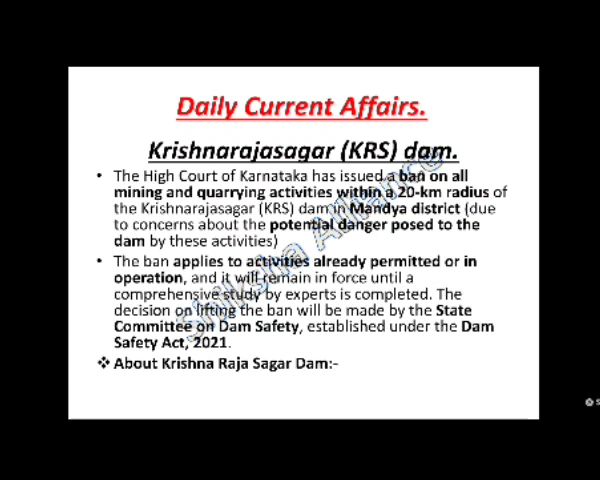 Daily Current Affairs.
Krishnarajasagar (KRS) dam.
• The High Court of Karnataka has issued a ban on all
mining and quarrying activities within a 20-km radius of
the Krishnarajasagar (KRS) dam in Mandya district (due
to concerns about the potential danger posed to the
dam by these activities)
• The ban applies to activities already permitted or in
operation, and it will remain in force until a
comprehensive study by experts is completed. The
decision on lifting the ban will be made by the State
Committee on Dam Safety, established under the Dam
Safety Act, 2021.
❖ About Krishna Raja Sagar Dam:-
Shiksha Alliance